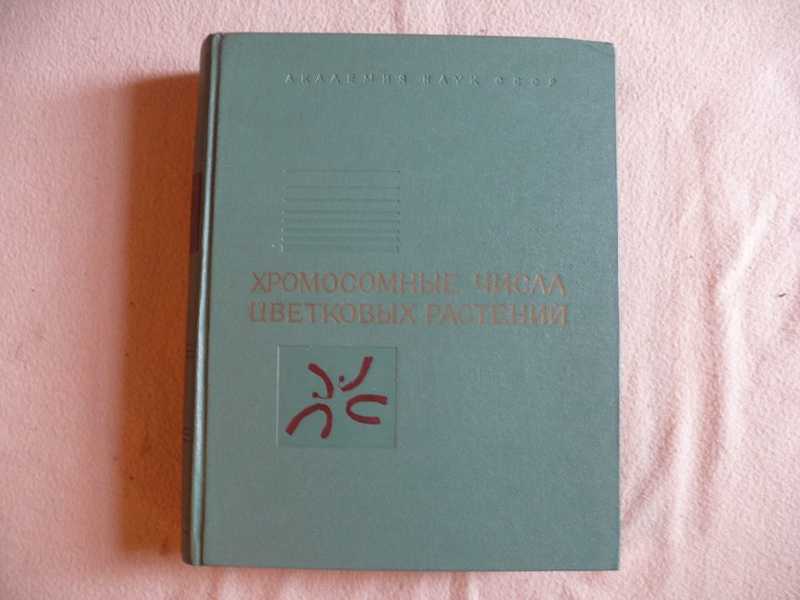 АКАДЕМИЯ НАУК СССР
ХРОМОСОМНЫЕ ЧИСЛА
ЦВЕТКОВЫХ РАСТЕНИЙ